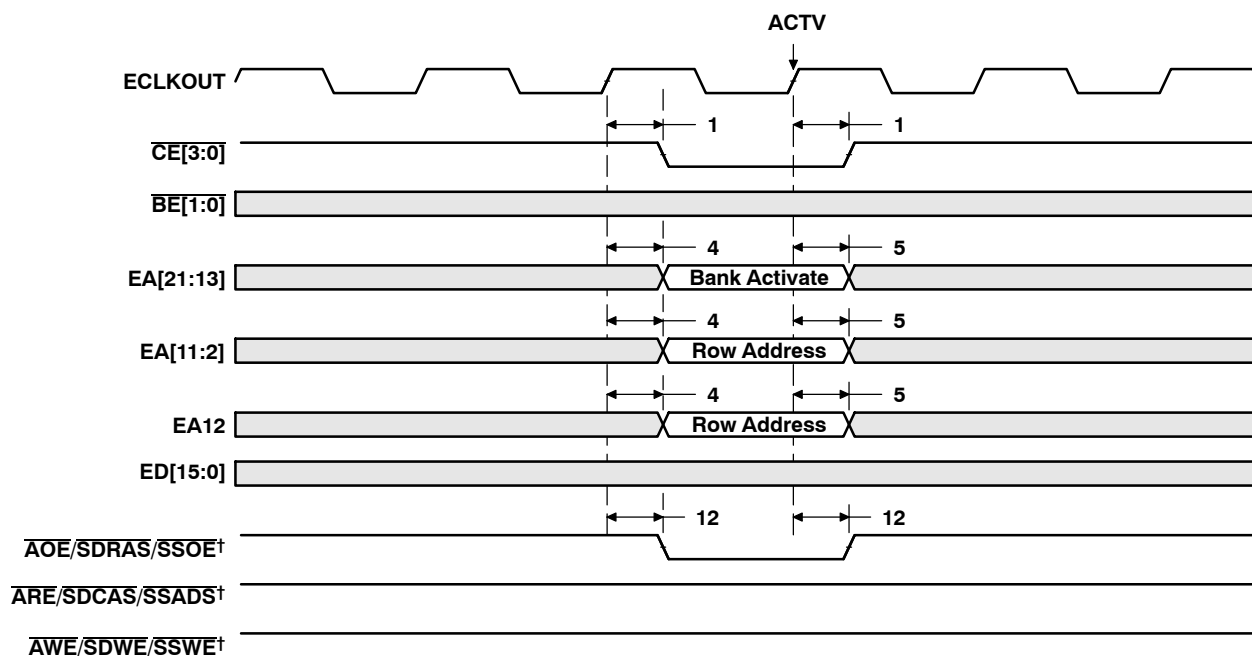 ACTV
ECLKOUT
1 1
CE[3:0]
BE[1:0]
4 5
EA[21:13] Bank Activate
4 5
EA[11:2] Row Address
4 5
EA12 Row Address
ED[15:0]
12 12
AOE/SDRAS/SSOE†
ARE/SDCAS/SSADS†
AWE/SDWE/SSWE†